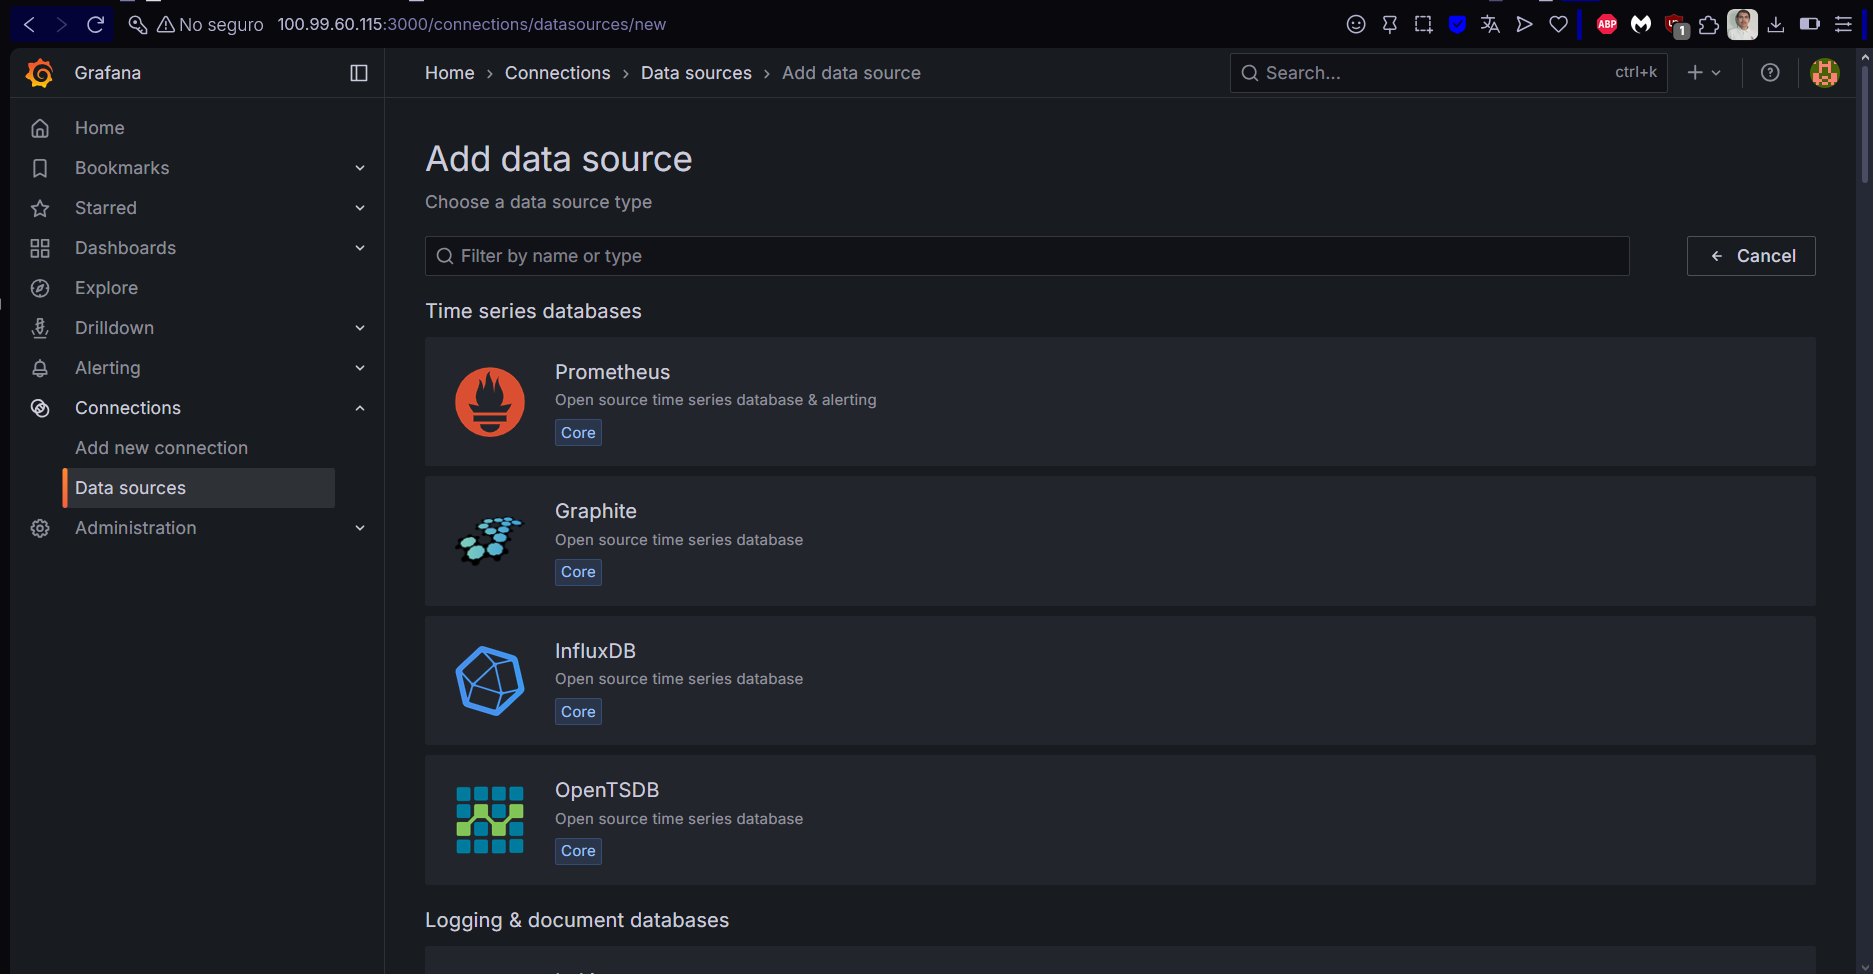 No seguro 100.99.60.115:3000/connections/datasources/new
ABP
1
Grafana
Home › Connections › Data sources › Add data source
Search...
ctrl+k
Home
Bookmarks
Starred
Dashboards
Explore
Drilldown
Alerting
Connections
Add new connection
Data sources
Administration
Add data source
Choose a data source type
Filter by name or type
Cancel
Time series databases
Prometheus
Open source time series database & alerting
Core
Graphite
Open source time series database
Core
InfluxDB
Open source time series database
Core
OpenTSDB
Open source time series database
Core
Logging & document databases